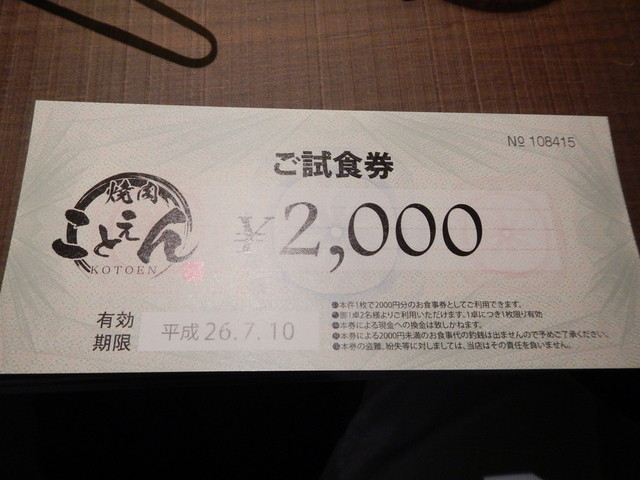 № 108415
ご試食券
焼肉
ことえん
KOTOEN
¥2,000
有効
期限
平成26.7.10
●本件1枚で2000円分のお食事券としてご利用できます。
●御1卓2名様よりご利用いただけます。1卓につき1枚限り有効
●本券による現金への換金は致しかねます。
●本券による2000円未満のお食事代の釣銭は出ませんので予めご了承ください。
●本券の盗難、紛失等に対しましては、当店はその責任を負いません。